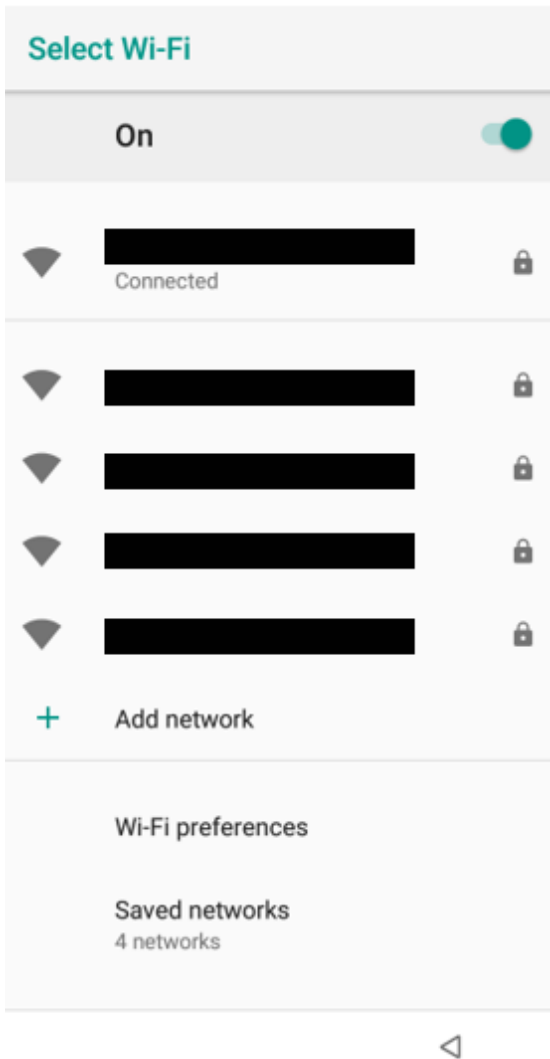 Select Wi-Fi
On
Connected
Add network
Wi-Fi preferences
Saved networks
4 networks